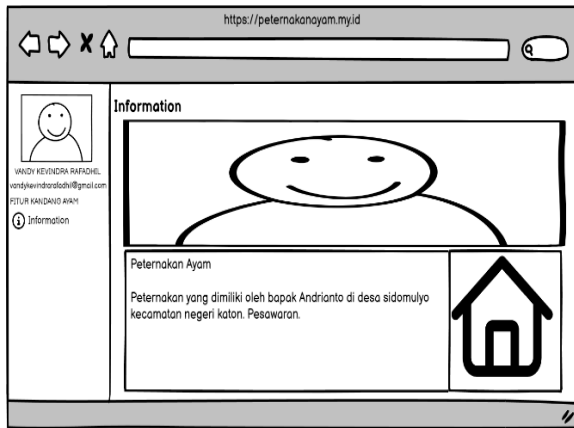 https://peternakanayam.my.id
Information
VANDY KEVINDRA RAFADHIL
vandykevindrarafadhil@gmail.com
FITUR KANDANG AYAM
Information
Peternakan Ayam
Peternakan yang dimiliki oleh bapak Andrianto di desa sidomulyo
kecamatan negeri katon. Pesawaran.